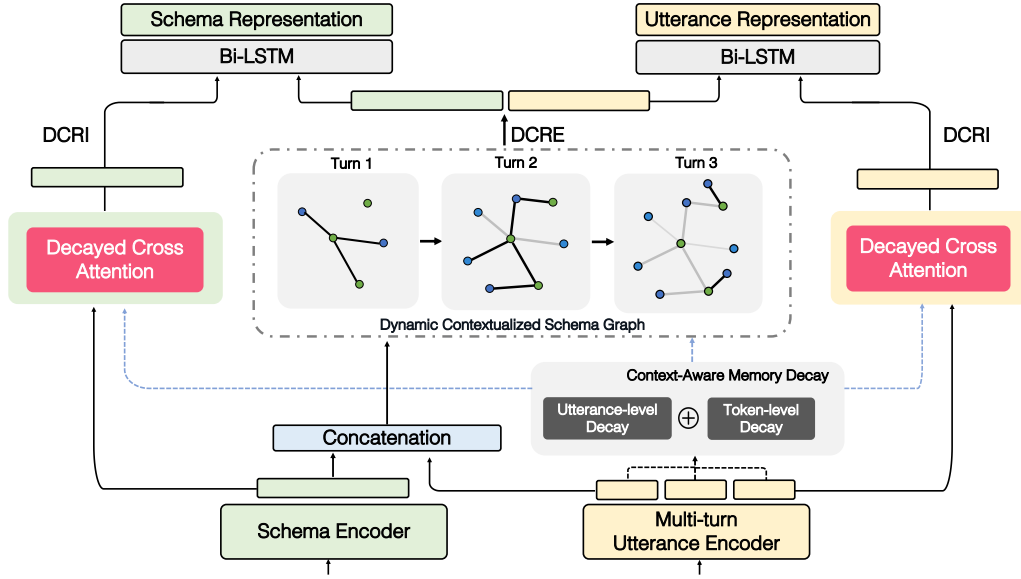 Schema Representation
Utterance Representation
Bi-LSTM
Bi-LSTM
DCRI
DCRE
DCRI
Turn 1
Turn 2
Turn 3
Decayed Cross
Attention
Decayed Cross
Attention
Dynamic Contextualized Schema Graph
Context-Aware Memory Decay
Utterance-level
Decay
Token-level
Decay
Concatenation
Schema Encoder
Multi-turn
Utterance Encoder